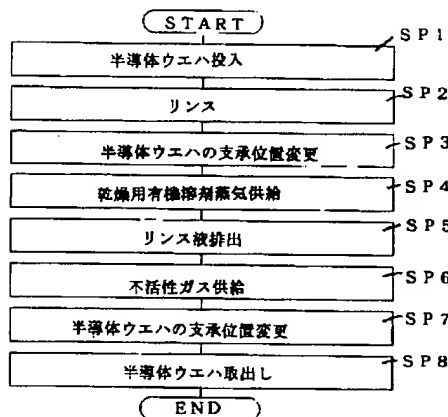 START
SP1
半導体ウエハ投入
SP2
リンス
SP3
半導体ウエハの支承位置変更
SP4
乾燥用有機溶剤蒸気供給
SP5
リンス液排出
SP6
不活性ガス供給
SP7
半導体ウエハの支承位置変更
SP8
半導体ウエハ取出し
END